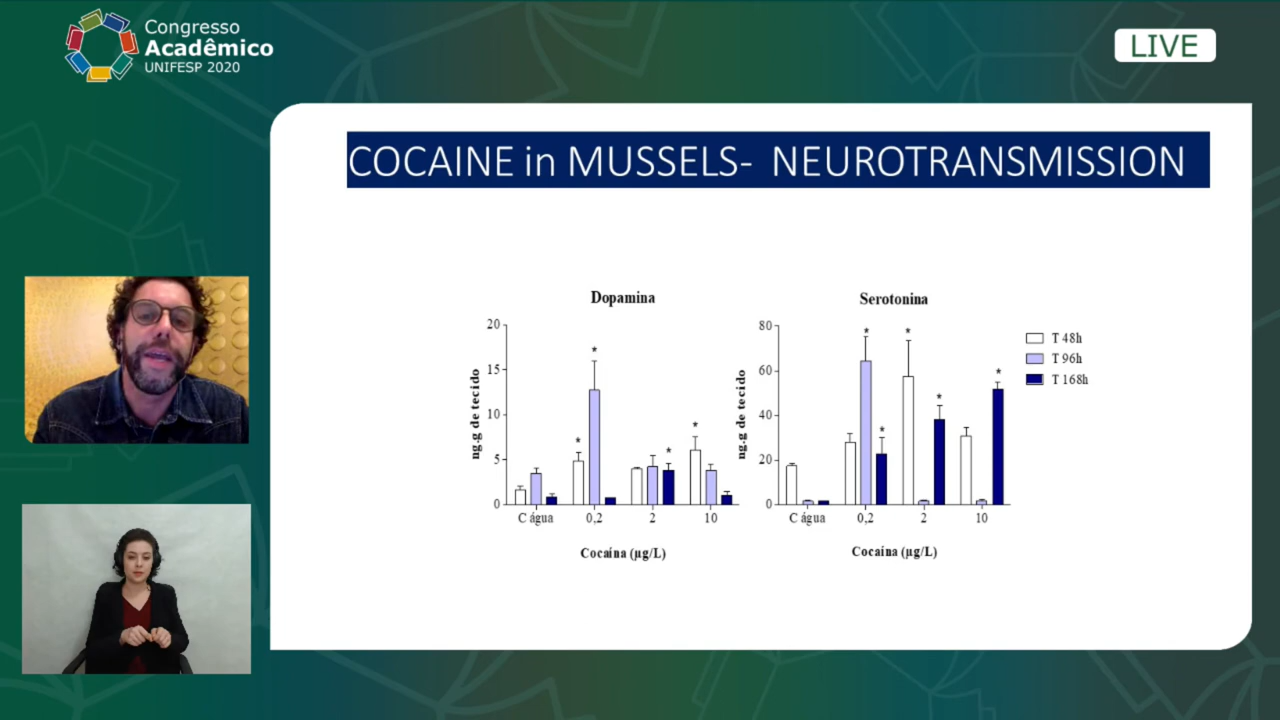 Congresso
Acadêmico
UNIFESP 2020
LIVE
COCAINE in MUSSELS- NEUROTRANSMISSION
Dopamina
ng.g de tecido
20
15
10
5
0
C água 0,2 2 10
Cocaína (µg/L)
* * * *
Serotonina
ng.g de tecido
80
60
40
20
0
C água 0,2 2 10
Cocaína (µg/L)
* * * * *
T 48h
T 96h
T 168h